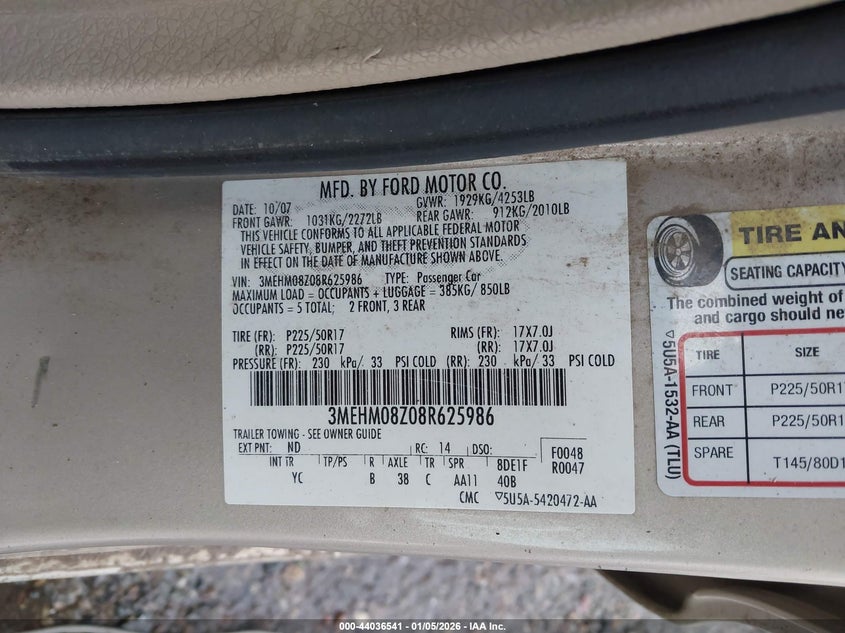 MFD. BY FORD MOTOR CO.
DATE: 10/07 GVWR: 1929KG/4253LB
FRONT GAWR: 1031KG/2272LB REAR GAWR: 912KG/2010LB
THIS VEHICLE CONFORMS TO ALL APPLICABLE FEDERAL MOTOR
VEHICLE SAFETY, BUMPER, AND THEFT PREVENTION STANDARDS
IN EFFECT ON THE DATE OF MANUFACTURE SHOWN ABOVE.
VIN: 3MEHM08Z08R625986 TYPE: Passenger Car
MAXIMUM LOAD = OCCUPANTS + LUGGAGE = 385KG/ 850LB
OCCUPANTS = 5 TOTAL; 2 FRONT, 3 REAR
TIRE (FR): P225/50R17 RIMS (FR): 17X7.0J
(RR): P225/50R17 (RR): 17X7.0J
PRESSURE (FR): 230 kPa/ 33 PSI COLD (RR): 230 kPa/ 33 PSI COLD
3MEHM08Z08R625986
TRAILER TOWING - SEE OWNER GUIDE
EXT PNT: ND RC: 14 DSO: F0048
R0047
INT TR TP/PS R AXLE TR SPR 8DE1F
YC B 38 C AA11 40B
CMC ▽5U5A-5420472-AA
TIRE AN
SEATING CAPACITY
The combined weight of
and cargo should ne
▽5U5A-1532-AA (TLU)
TIRE SIZE
FRONT P225/50R17
REAR P225/50R1
SPARE T145/80D1
000-44036541 | 01/05/2026 | IAA Inc.